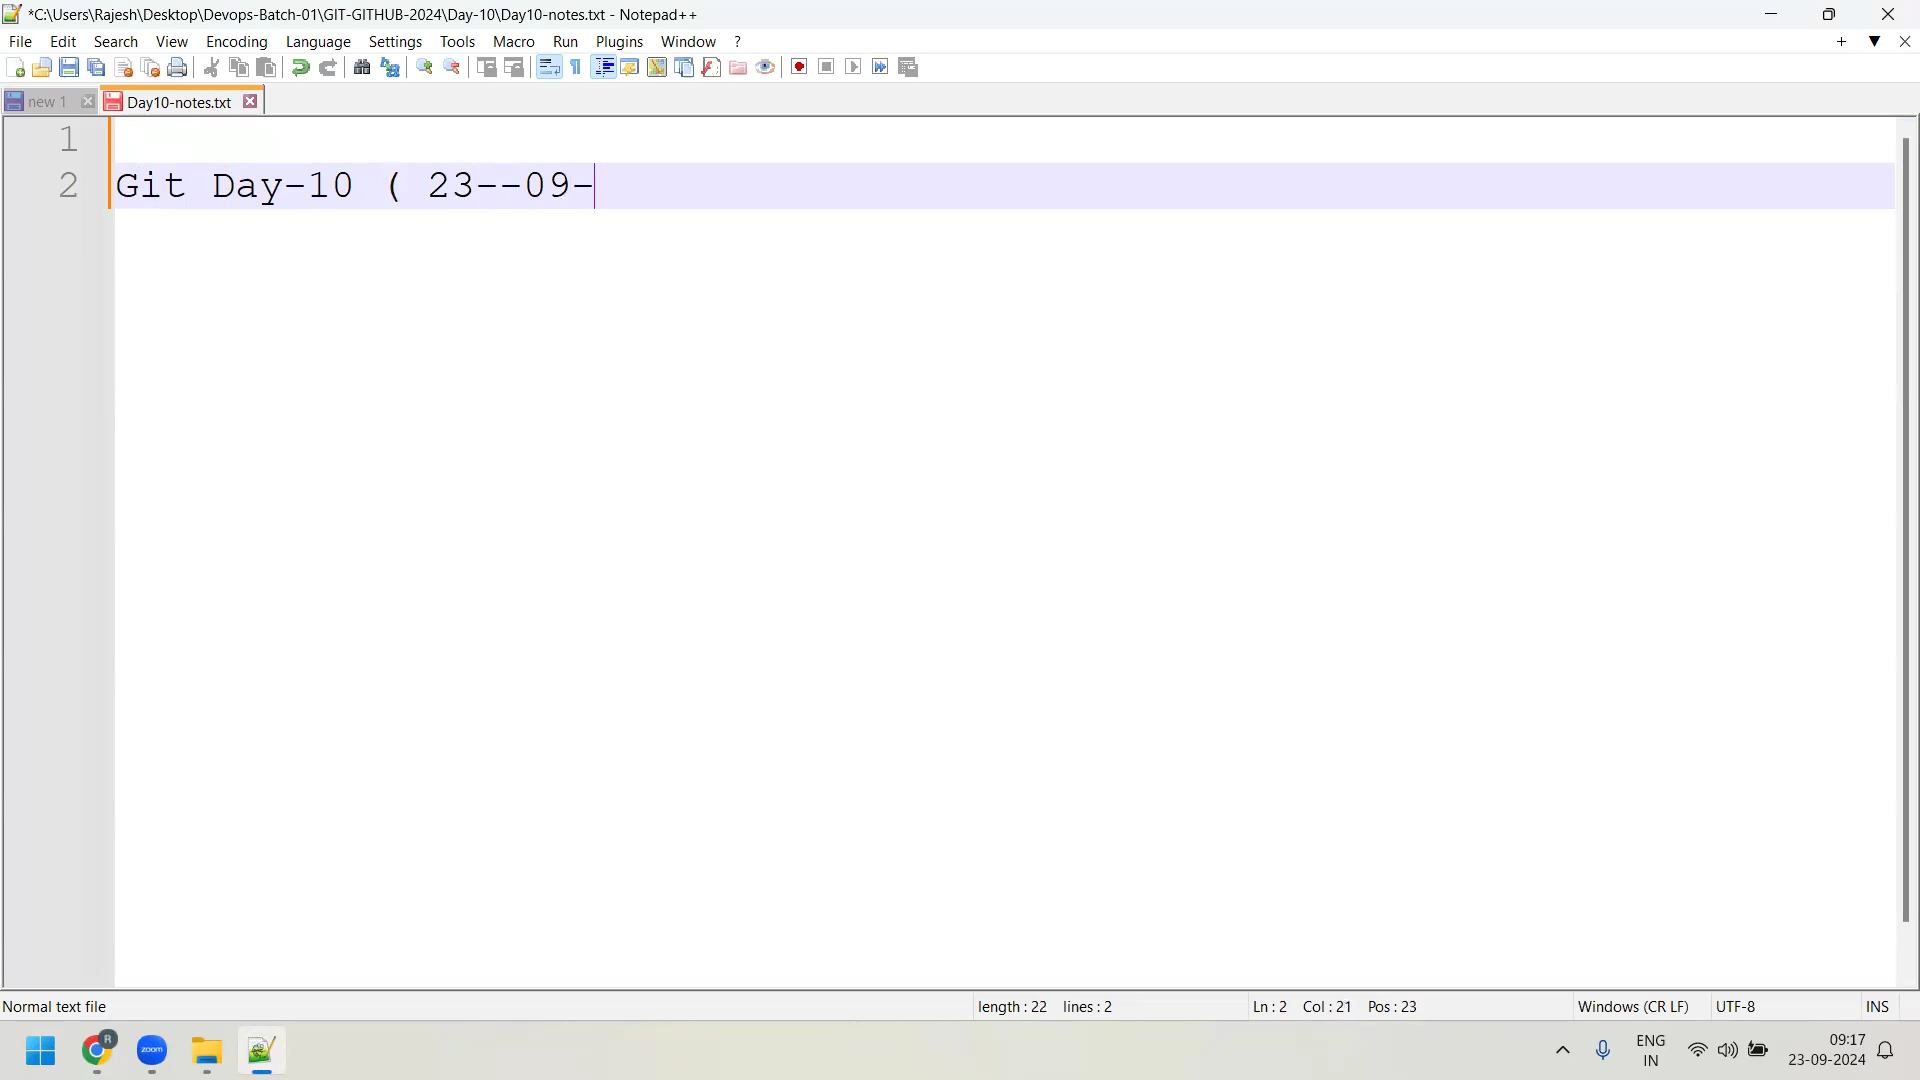 *C:\Users\Rajesh\Desktop\Devops-Batch-01\GIT-GITHUB-2024\Day-10\Day10-notes.txt - Notepad++
File Edit Search View Encoding Language Settings Tools Macro Run Plugins Window ?
new 1 Day10-notes.txt
1
2 Git Day-10 ( 23--09-
Normal text file length : 22 lines : 2 Ln : 2 Col : 21 Pos : 23 Windows (CR LF) UTF-8 INS
R
zoom
ENG
IN
09:17
23-09-2024